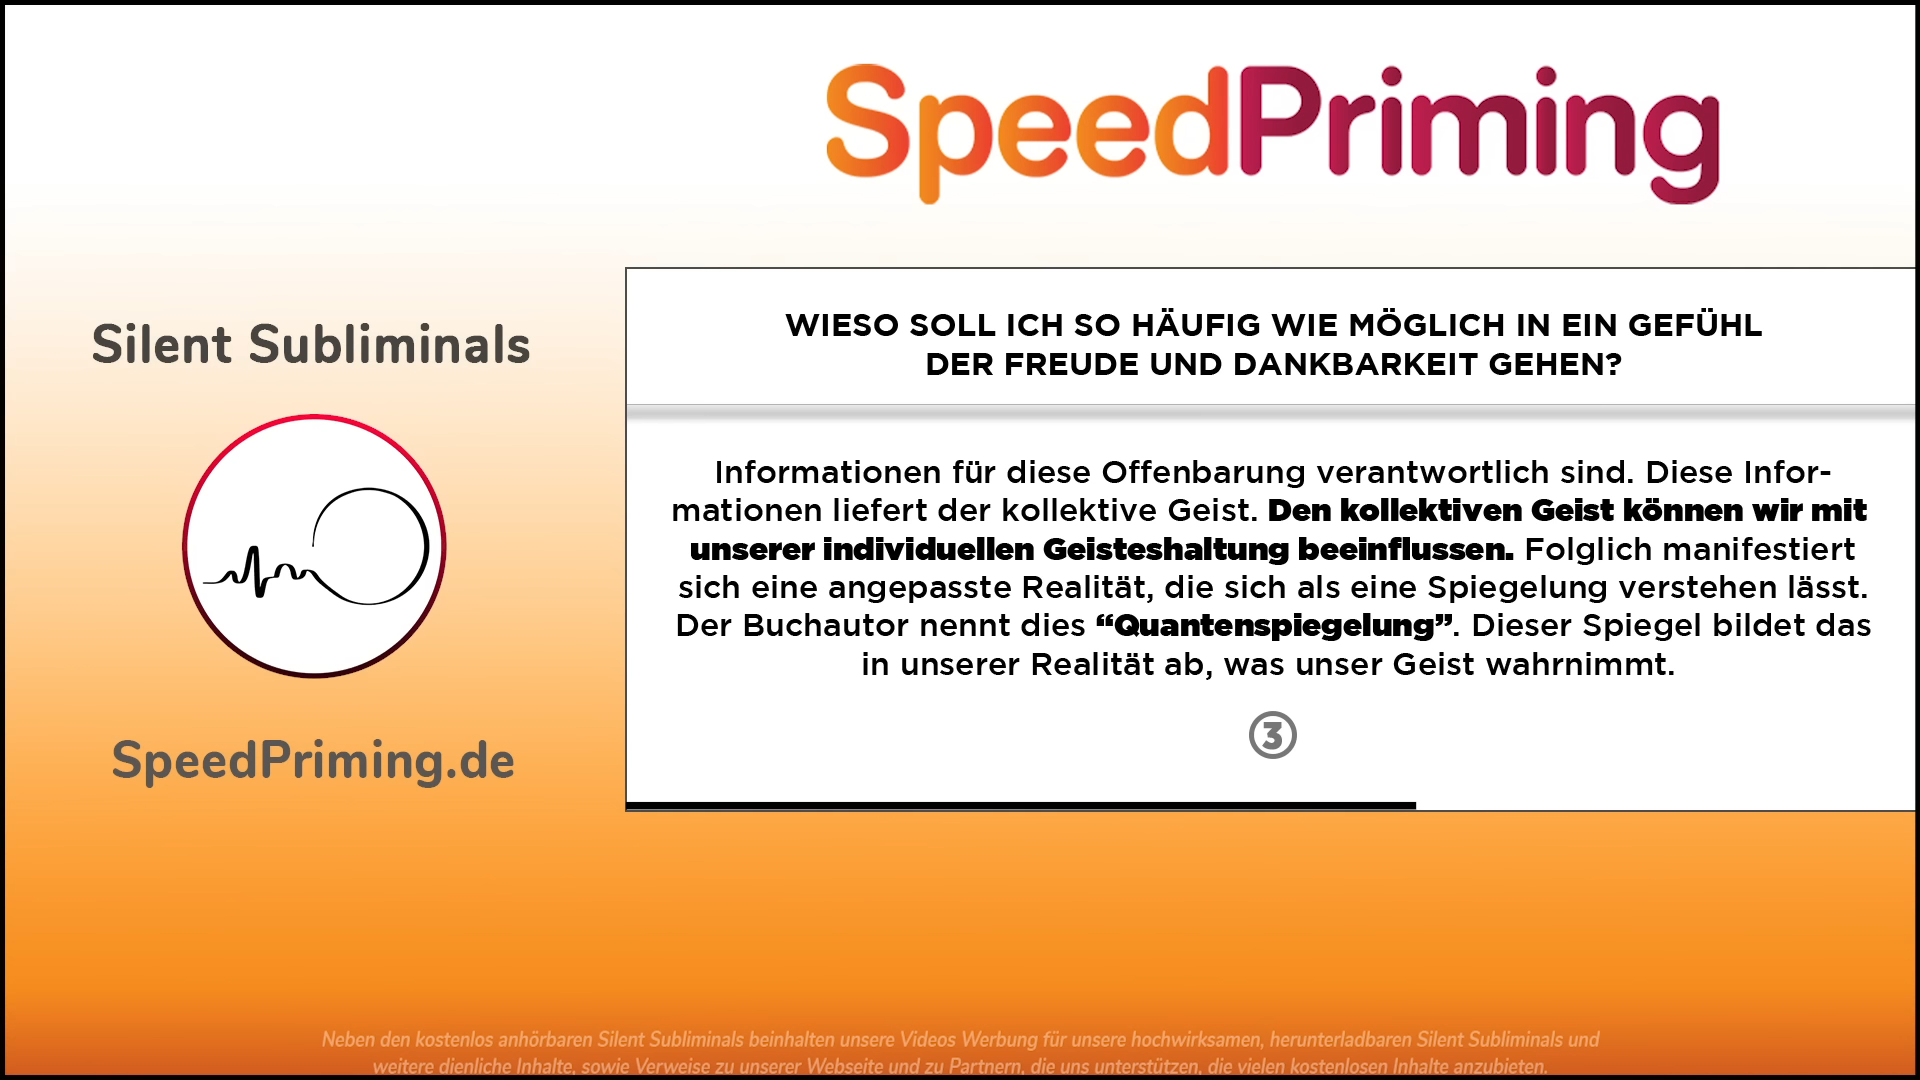 SpeedPriming
Silent Subliminals
SpeedPriming.de
WIESO SOLL ICH SO HÄUFIG WIE MÖGLICH IN EIN GEFÜHL
DER FREUDE UND DANKBARKEIT GEHEN?
Informationen für diese Offenbarung verantwortlich sind. Diese Infor-
mationen liefert der kollektive Geist. Den kollektiven Geist können wir mit
unserer individuellen Geisteshaltung beeinflussen. Folglich manifestiert
sich eine angepasste Realität, die sich als eine Spiegelung verstehen lässt.
Der Buchautor nennt dies “Quantenspiegelung”. Dieser Spiegel bildet das
in unserer Realität ab, was unser Geist wahrnimmt.
3
Neben den kostenlos anhörbaren Silent Subliminals beinhalten unsere Videos Werbung für unsere hochwirksamen, herunterladbaren Silent Subliminals und
weitere dienliche Inhalte, sowie Verweise zu unserer Webseite und zu Partnern, die uns unterstützen, die vielen kostenlosen Inhalte anzubieten.